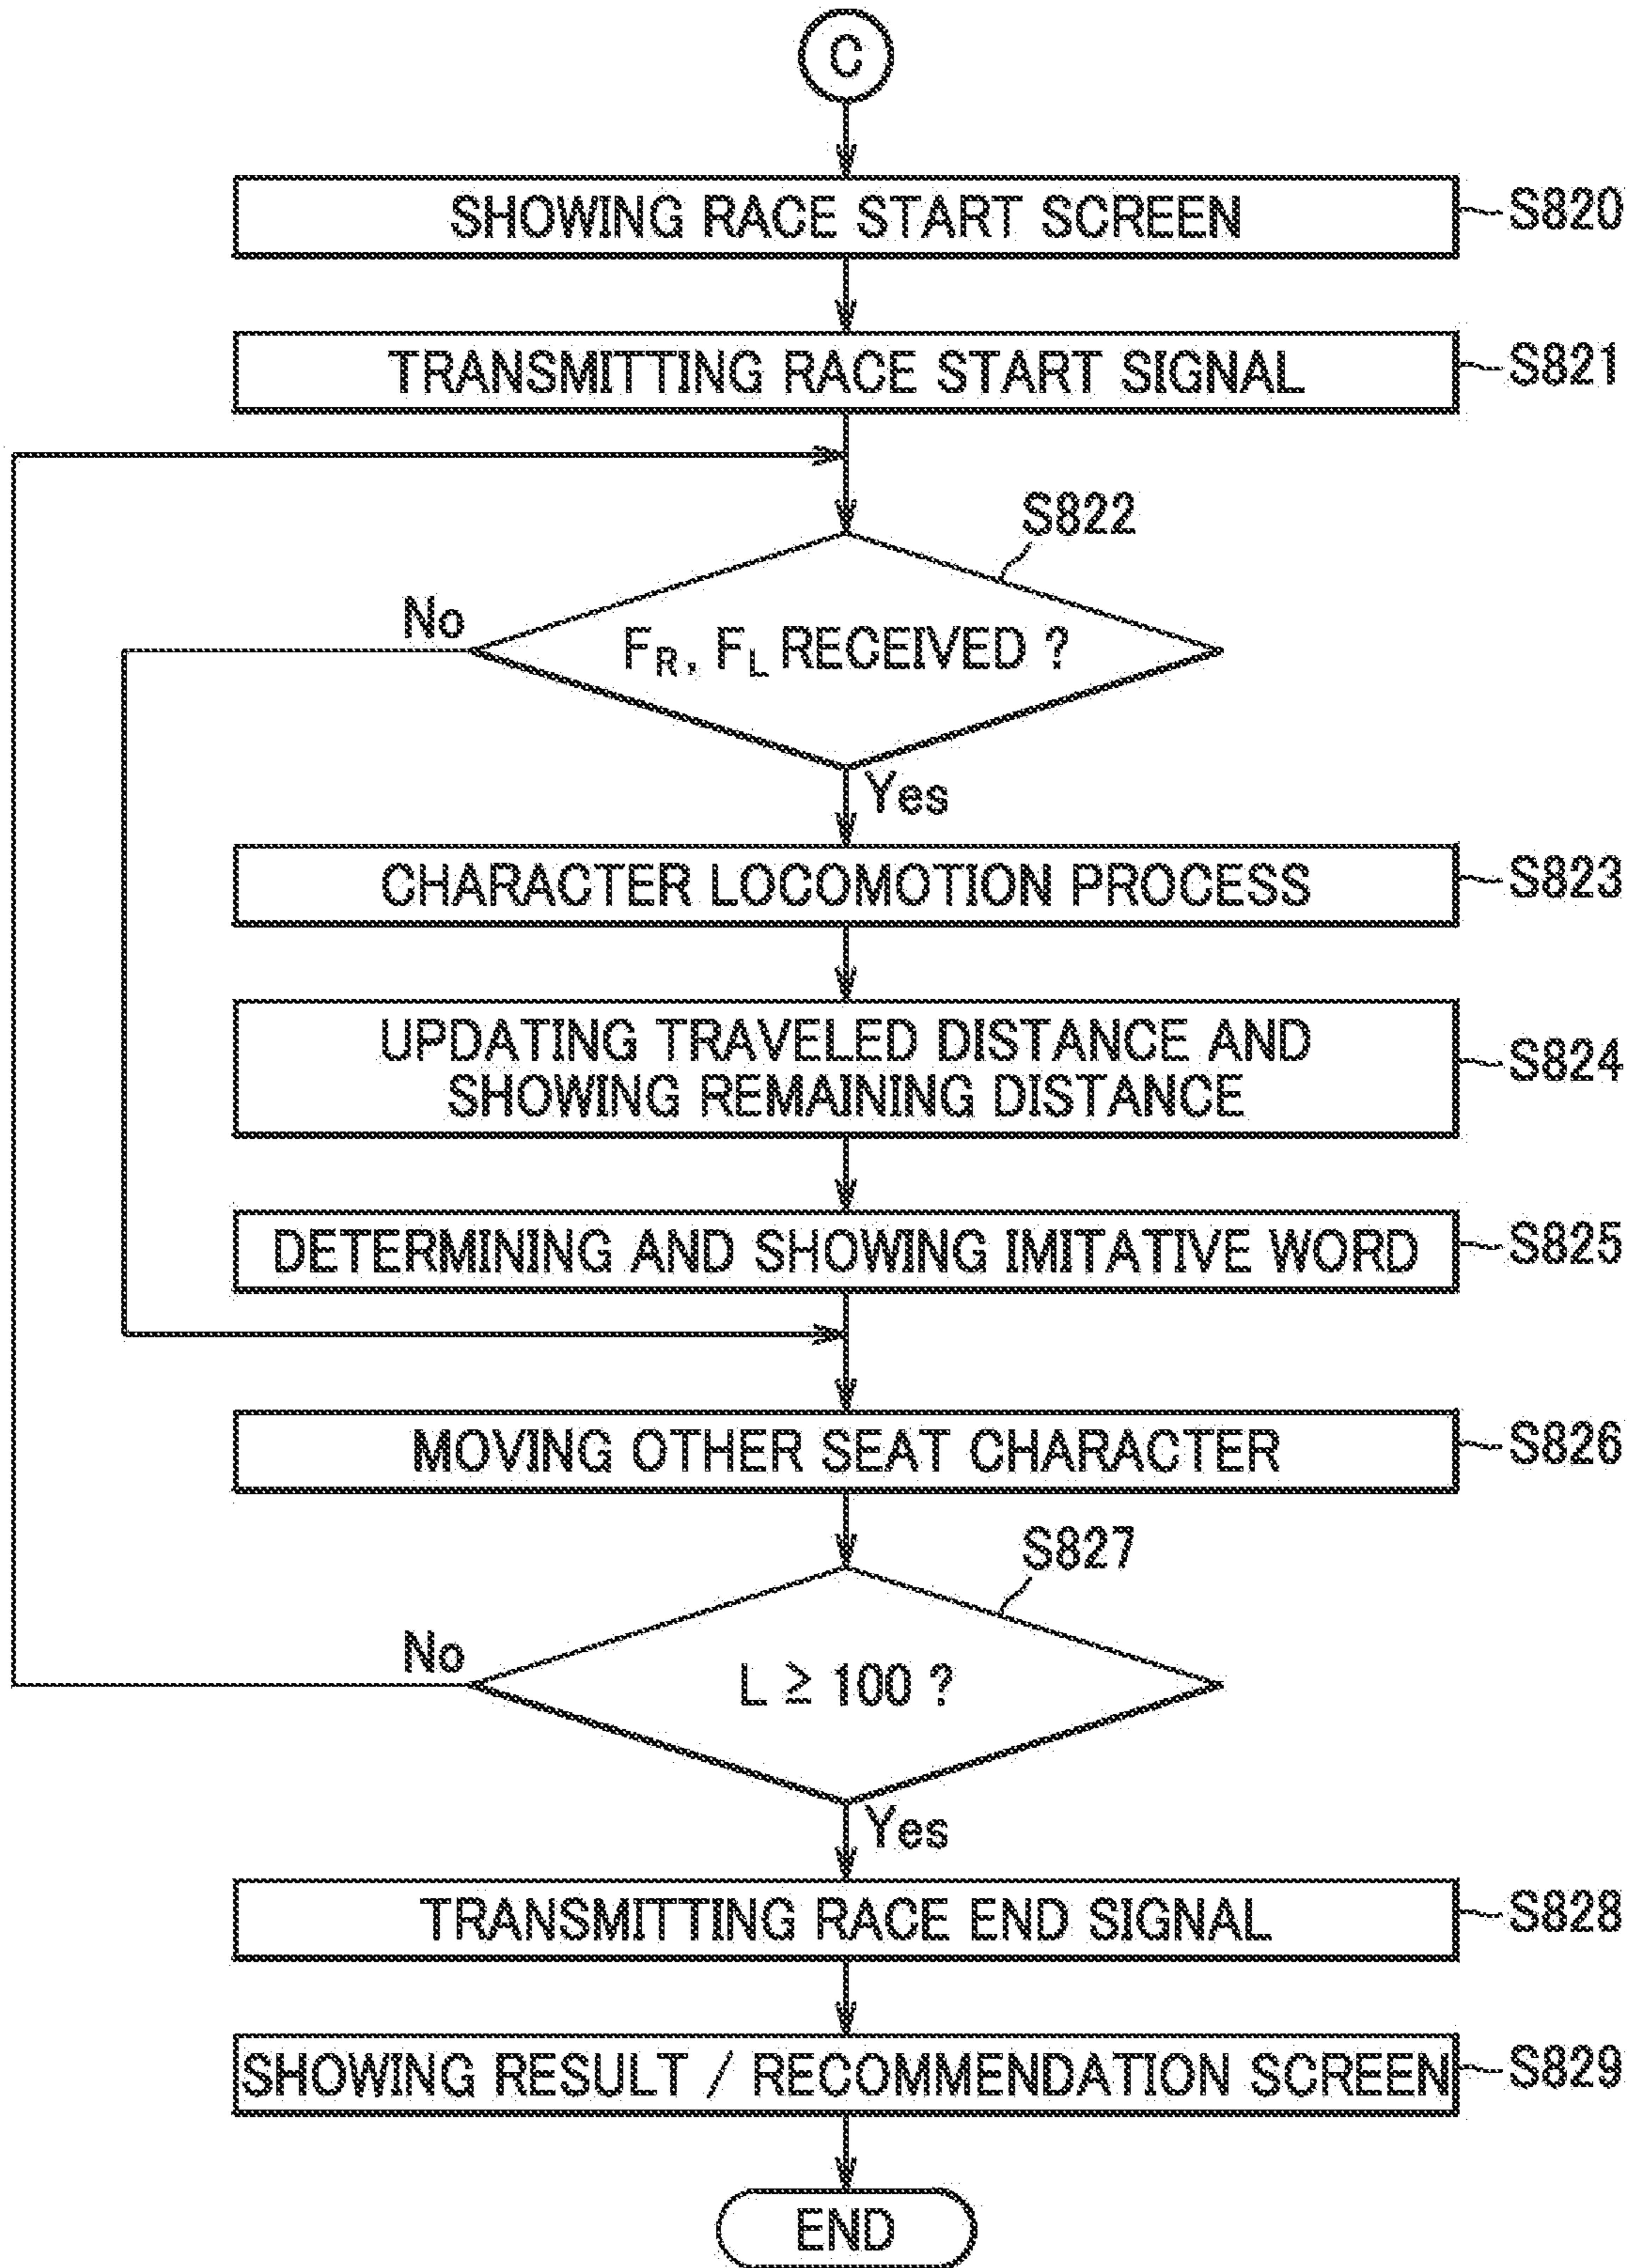 C
SHOWING RACE START SCREEN
S820
TRANSMITTING RACE START SIGNAL
S821
S822
No
FR, FL RECEIVED ?
Yes
CHARACTER LOCOMOTION PROCESS
S823
UPDATING TRAVELED DISTANCE AND
SHOWING REMAINING DISTANCE
S824
DETERMINING AND SHOWING IMITATIVE WORD
S825
MOVING OTHER SEAT CHARACTER
S826
S827
No
L ≥ 100 ?
Yes
TRANSMITTING RACE END SIGNAL
S828
SHOWING RESULT / RECOMMENDATION SCREEN
S829
END